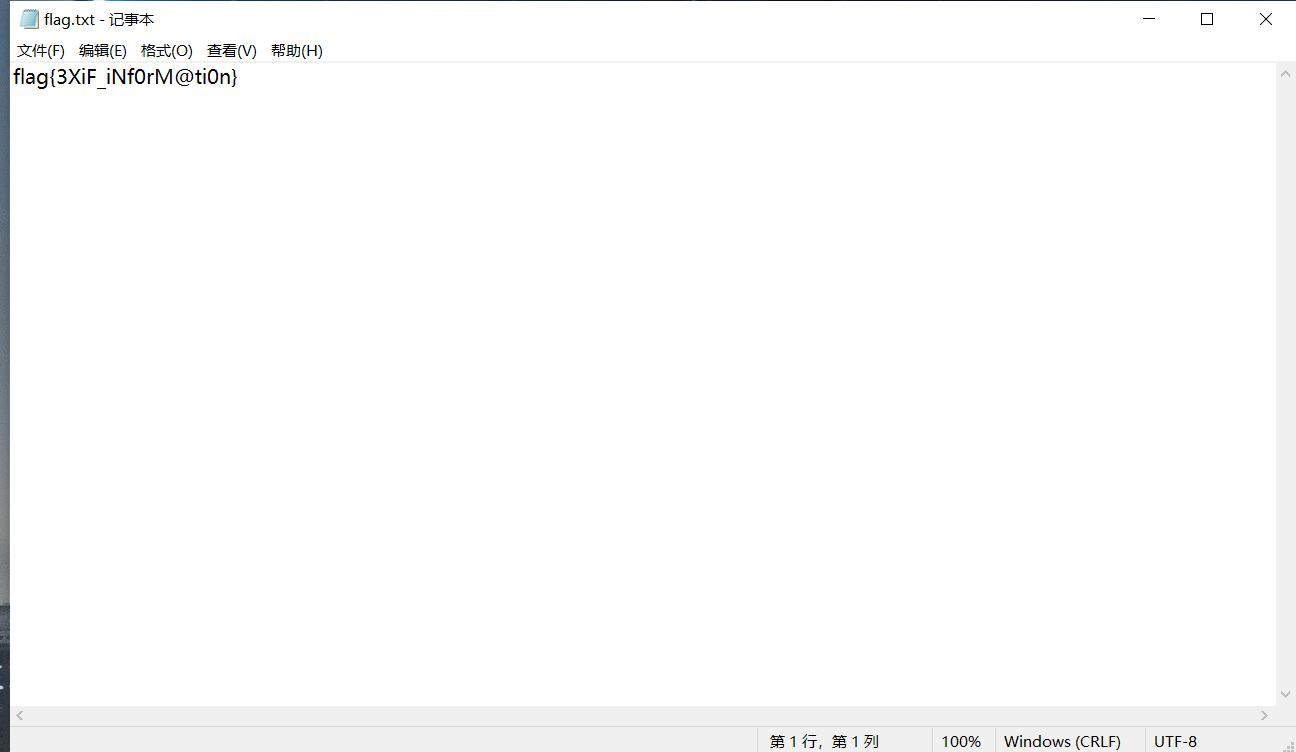 flag.txt - 记事本
文件(F) 编辑(E) 格式(O) 查看(V) 帮助(H)
flag{3XiF_iNf0rM@ti0n}
第 1 行，第 1 列 100% Windows (CRLF) UTF-8